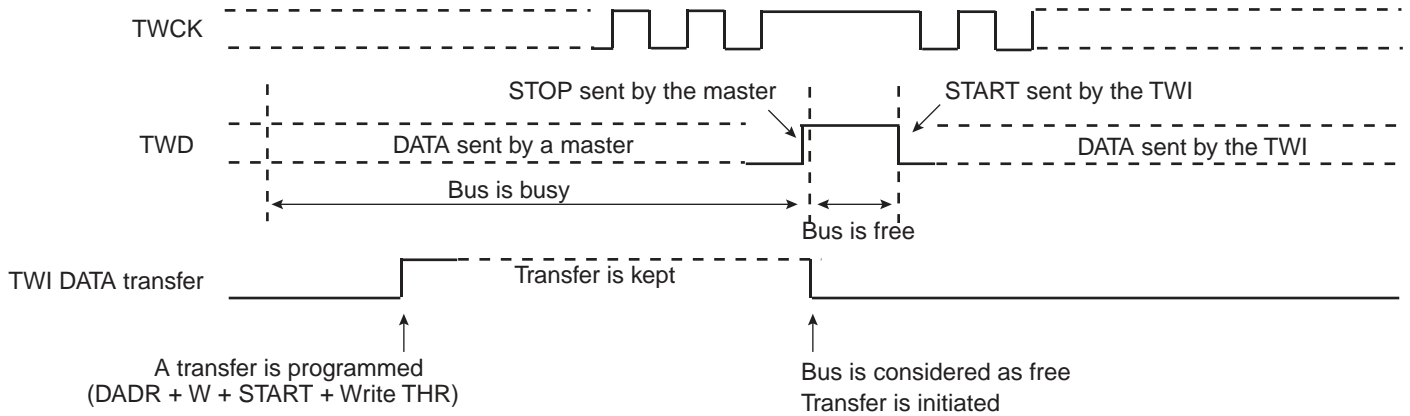 TWCK
STOP sent by the master
START sent by the TWI
TWD
DATA sent by a master
DATA sent by the TWI
Bus is busy
Bus is free
TWI DATA transfer
Transfer is kept
A transfer is programmed
(DADR + W + START + Write THR)
Bus is considered as free
Transfer is initiated